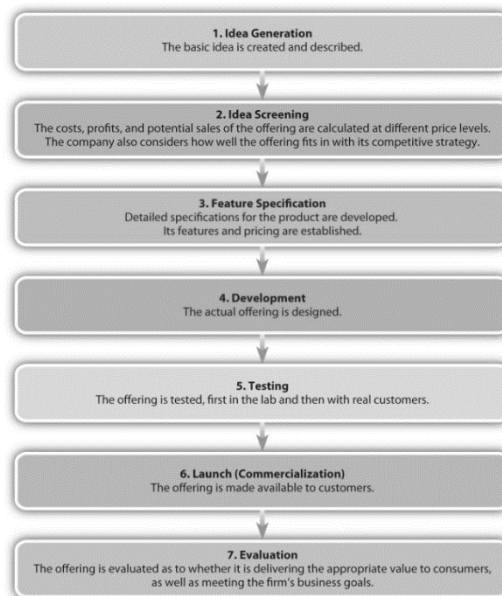 1. Idea Generation
The basic idea is created and described.
2. Idea Screening
The costs, profits, and potential sales of the offering are calculated at different price levels.
The company also considers how well the offering fits in with its competitive strategy.
3. Feature Specification
Detailed specifications for the product are developed.
Its features and pricing are established.
4. Development
The actual offering is designed.
5. Testing
The offering is tested, first in the lab and then with real customers.
6. Launch (Commercialization)
The offering is made available to customers.
7. Evaluation
The offering is evaluated as to whether it is delivering the appropriate value to consumers,
as well as meeting the firm's business goals.